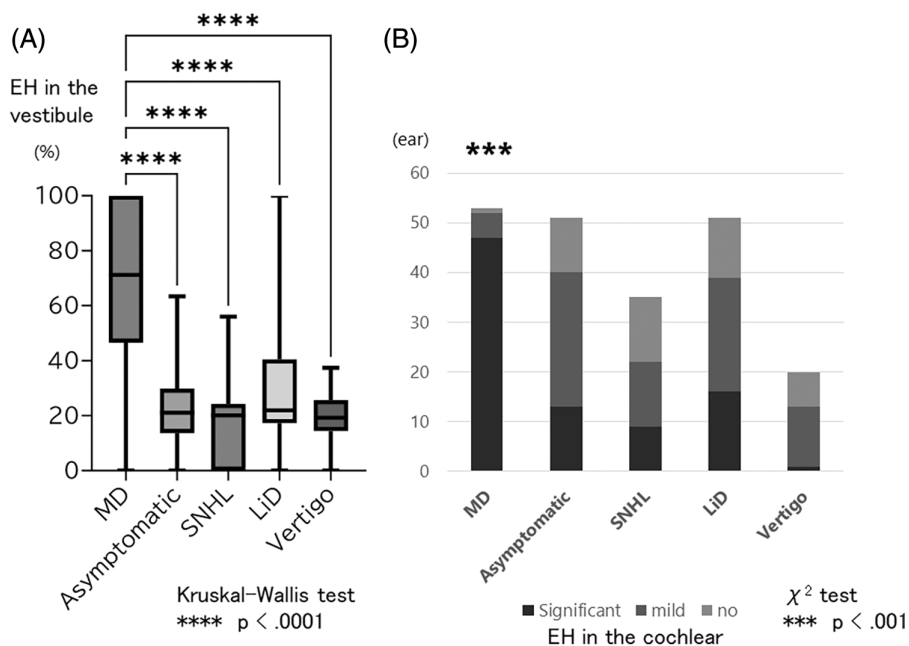 (A)
****
****
****
****
EH in the
vestibule
(%)
100
80
60
40
20
0
MD
Asymptomatic
SNHL
LiD
Vertigo
Kruskal-Wallis test
**** p < .0001
(B)
(ear)
***
60
50
40
30
20
10
0
MD
Asymptomatic
SNHL
LiD
Vertigo
Significant mild no
EH in the cochlear
χ² test
*** p < .001